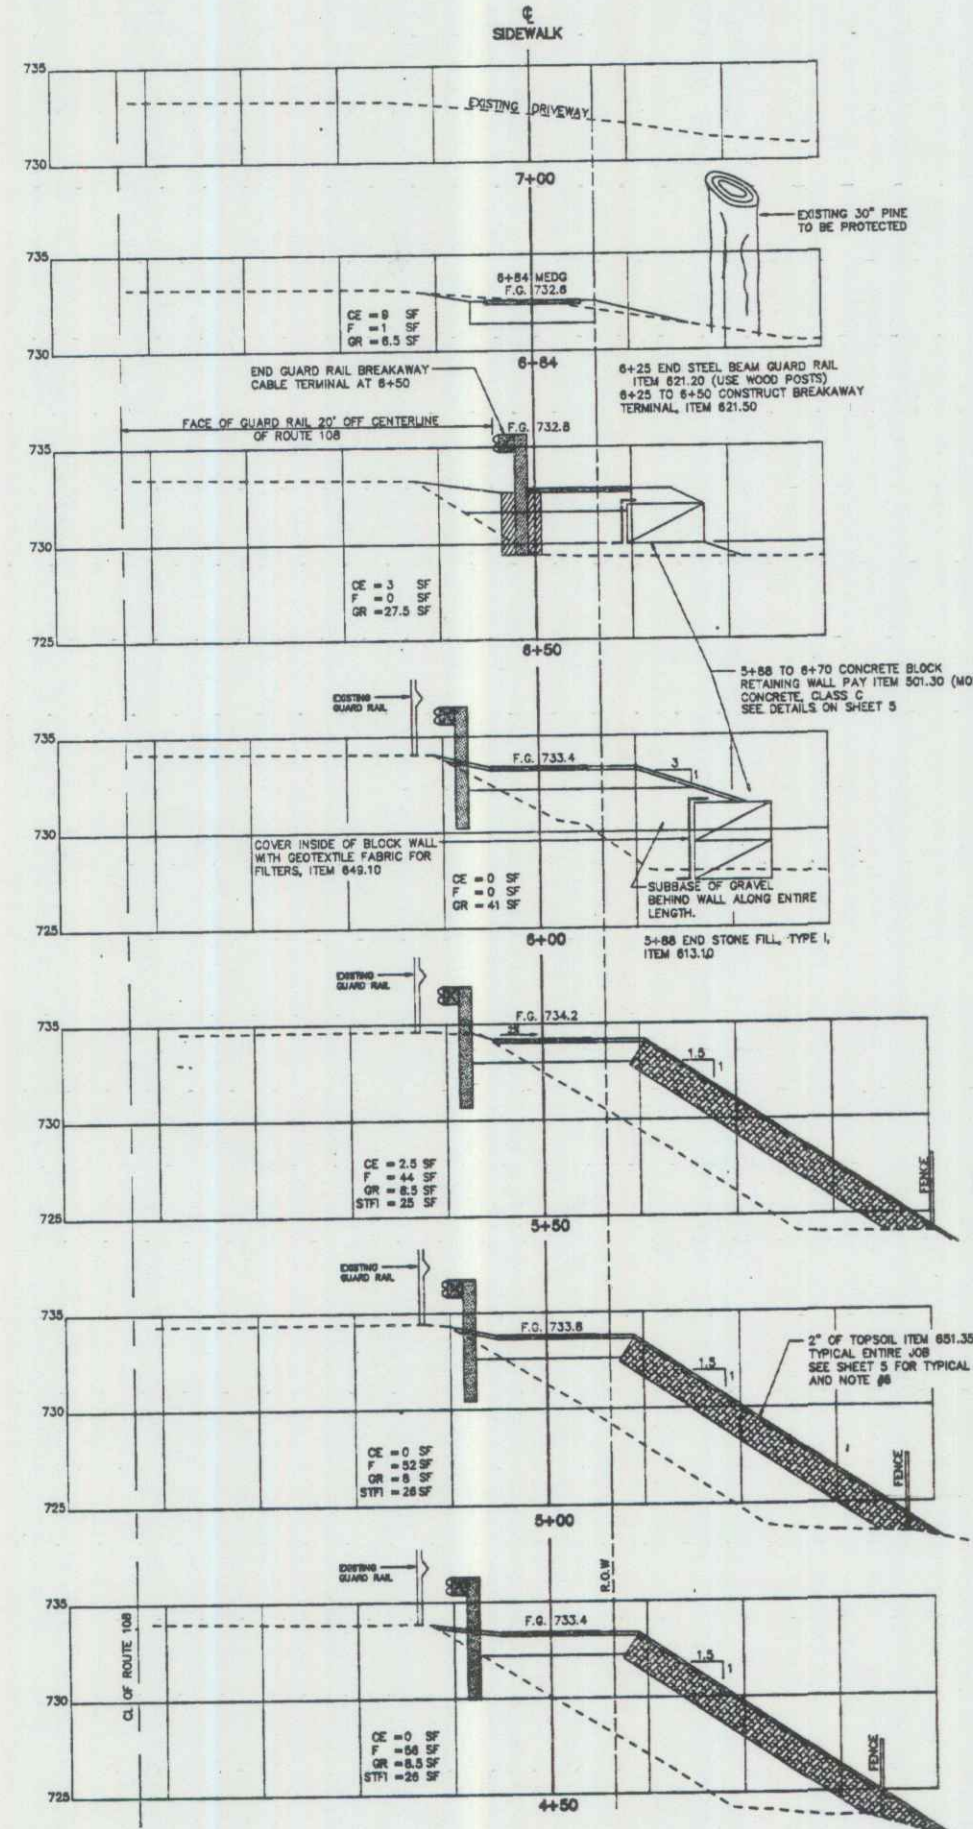 ℄
SIDEWALK
735
EXISTING DRIVEWAY
730
7+00
EXISTING 30" PINE
TO BE PROTECTED
735
6+64 MEDG
F.G. 732.6
CE = 9 SF
F = 1 SF
GR = 6.5 SF
730
6+64
END GUARD RAIL BREAKAWAY
CABLE TERMINAL AT 6+50
6+25 END STEEL BEAM GUARD RAIL
ITEM 621.20 (USE WOOD POSTS)
6+25 TO 6+50 CONSTRUCT BREAKAWAY
TERMINAL, ITEM 621.50
FACE OF GUARD RAIL 20' OFF CENTERLINE
OF ROUTE 108
F.G. 732.8
735
730
CE = 3 SF
F = 0 SF
GR = 27.5 SF
725
6+50
5+88 TO 6+70 CONCRETE BLOCK
RETAINING WALL PAY ITEM 501.30 (MO
CONCRETE, CLASS C
SEE DETAILS ON SHEET 5
EXISTING
GUARD RAIL
735
F.G. 733.4
3
1
730
COVER INSIDE OF BLOCK WALL
WITH GEOTEXTILE FABRIC FOR
FILTERS, ITEM 649.10
CE = 0 SF
F = 0 SF
GR = 41 SF
SUBBASE OF GRAVEL
BEHIND WALL ALONG ENTIRE
LENGTH.
725
6+00
5+88 END STONE FILL, TYPE I,
ITEM 613.10
EXISTING
GUARD RAIL
735
F.G. 734.2
1.5
1
730
CE = 2.5 SF
F = 44 SF
GR = 8.5 SF
STF1 = 25 SF
FENCE
725
5+50
EXISTING
GUARD RAIL
735
F.G. 733.8
1.5
1
2" OF TOPSOIL ITEM 651.35
TYPICAL ENTIRE JOB
SEE SHEET 5 FOR TYPICAL
AND NOTE #6
730
CE = 0 SF
F = 52 SF
GR = 8 SF
STF1 = 26 SF
FENCE
725
5+00
EXISTING
GUARD RAIL
R.O.W
735
F.G. 733.4
1.5
1
CL OF ROUTE 108
730
CE = 0 SF
F = 56 SF
GR = 8.5 SF
STF1 = 26 SF
FENCE
725
4+50